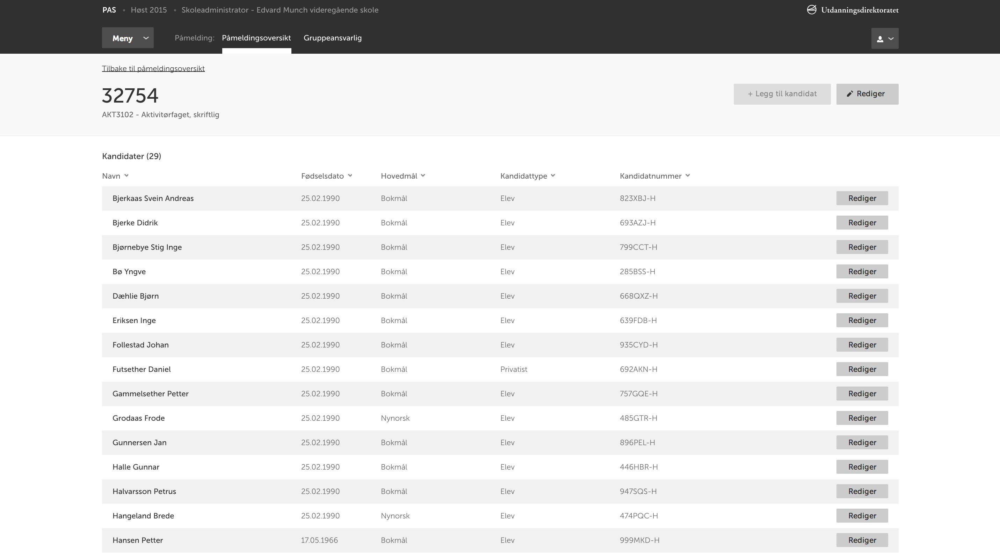 PAS • Høst 2015 • Skoleadministrator - Edvard Munch videregående skole
Utdanningsdirektoratet
Meny Påmelding: Påmeldingsoversikt Gruppeansvarlig
Tilbake til påmeldingsoversikt
32754
+ Legg til kandidat Rediger
AKT3102 - Aktivitørfaget, skriftlig
Kandidater (29)
Navn Fødselsdato Hovedmål Kandidattype Kandidatnummer
Bjerkaas Svein Andreas 25.02.1990 Bokmål Elev 823XBJ-H Rediger
Bjerke Didrik 25.02.1990 Bokmål Elev 693AZJ-H Rediger
Bjørnebye Stig Inge 25.02.1990 Bokmål Elev 799CCT-H Rediger
Bø Yngve 25.02.1990 Bokmål Elev 285BSS-H Rediger
Dæhlie Bjørn 25.02.1990 Bokmål Elev 668QXZ-H Rediger
Eriksen Inge 25.02.1990 Bokmål Elev 639FDB-H Rediger
Follestad Johan 25.02.1990 Bokmål Elev 935CYD-H Rediger
Futsether Daniel 25.02.1990 Bokmål Privatist 692AKN-H Rediger
Gammelsether Petter 25.02.1990 Bokmål Elev 757GQE-H Rediger
Grodaas Frode 25.02.1990 Nynorsk Elev 485GTR-H Rediger
Gunnersen Jan 25.02.1990 Bokmål Elev 896PEL-H Rediger
Halle Gunnar 25.02.1990 Bokmål Elev 446HBR-H Rediger
Halvarsson Petrus 25.02.1990 Bokmål Elev 947SQS-H Rediger
Hangeland Brede 25.02.1990 Nynorsk Elev 474PQC-H Rediger
Hansen Petter 17.05.1966 Bokmål Elev 999MKD-H Rediger